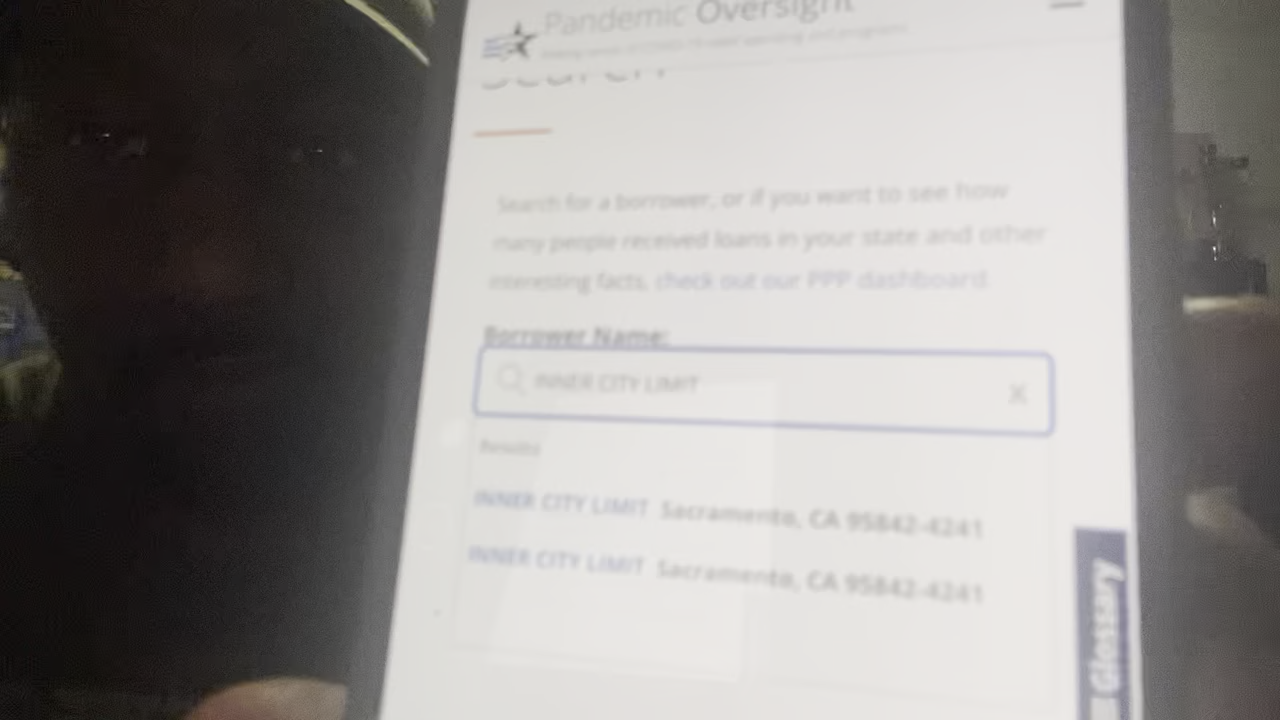 Pandemic Oversight
Search
Search for a borrower, or if you want to see how
many people received loans in your state and other
interesting facts, check out our PPP dashboard.
Borrower Name:
INNER CITY LIMIT X
Results
INNER CITY LIMIT Sacramento, CA 95842-4241
INNER CITY LIMIT Sacramento, CA 95842-4241
Glossary